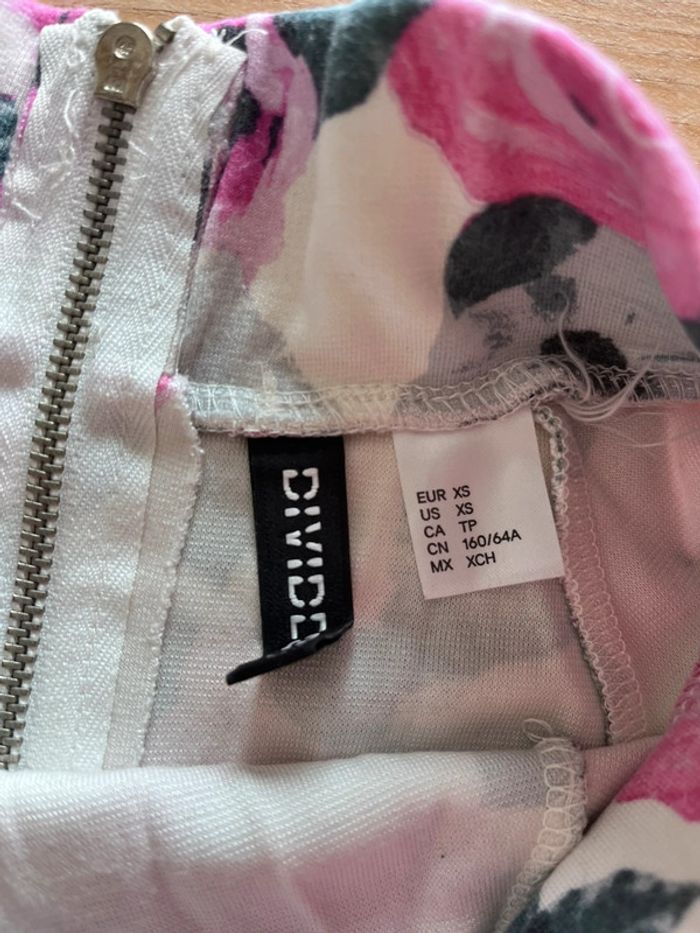 DIVIDE
EUR XS
US XS
CA TP
CN 160/64A
MX XCH